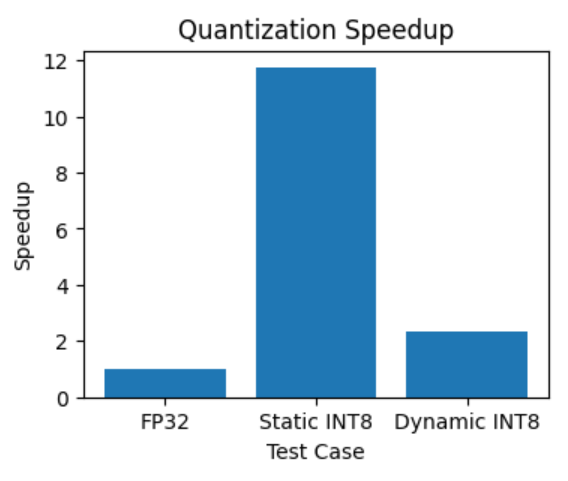 Quantization Speedup
12
10
8
6
4
2
0
Speedup
FP32 Static INT8 Dynamic INT8
Test Case